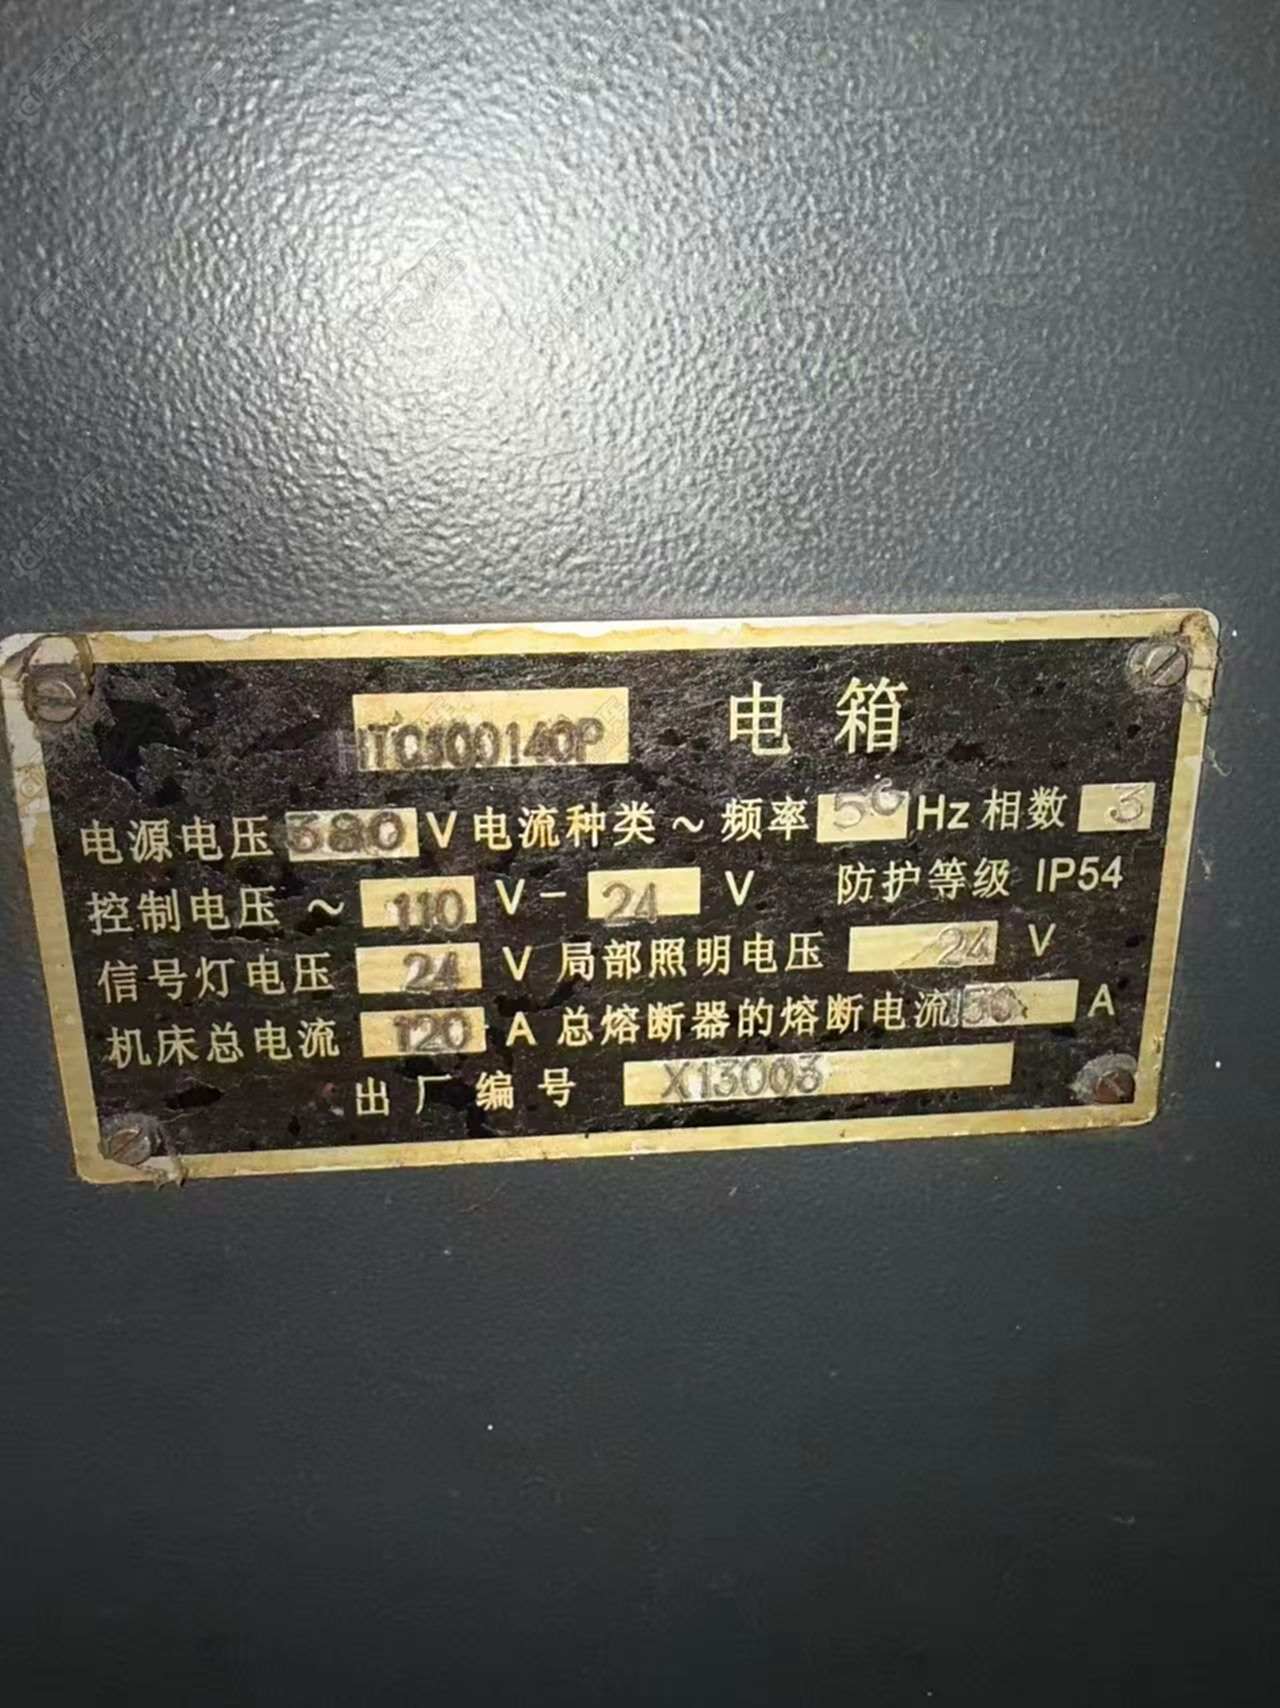 HTC100140P 电箱
电源电压 380 V 电流种类 ~ 频率 50 Hz 相数 3
控制电压 ~ 110 V - 24 V 防护等级 IP54
信号灯电压 24 V 局部照明电压 24 V
机床总电流 120 A 总熔断器的熔断电流 150 A
出厂编号 X13003